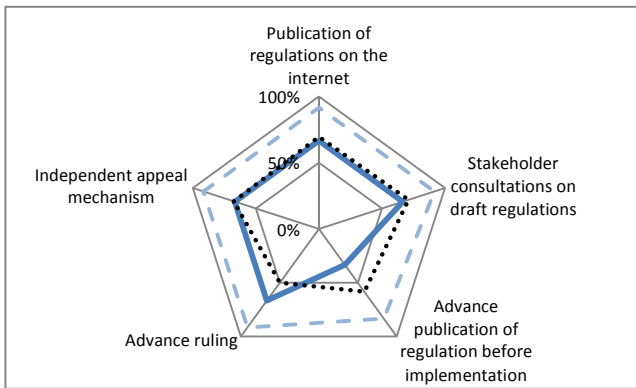 Publication of
regulations on the
internet
100%
50%
0%
Stakeholder
consultations on
draft regulations
Independent appeal
mechanism
Advance ruling
Advance
publication of
regulation before
implementation